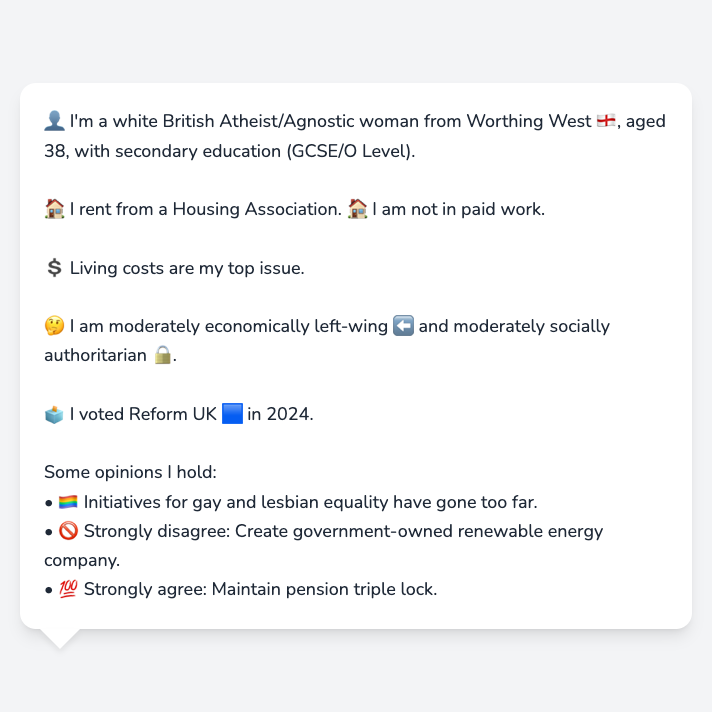 👤 I'm a white British Atheist/Agnostic woman from Worthing West 🏴󠁧󠁢󠁥󠁮󠁧󠁿, aged
38, with secondary education (GCSE/O Level).
🏠 I rent from a Housing Association. 🏠 I am not in paid work.
💲 Living costs are my top issue.
🤔 I am moderately economically left-wing ⬅️ and moderately socially
authoritarian 🔒.
🗳️ I voted Reform UK 🟦 in 2024.
Some opinions I hold:
• 🏳️‍🌈 Initiatives for gay and lesbian equality have gone too far.
• 🚫 Strongly disagree: Create government-owned renewable energy
company.
• 💯 Strongly agree: Maintain pension triple lock.